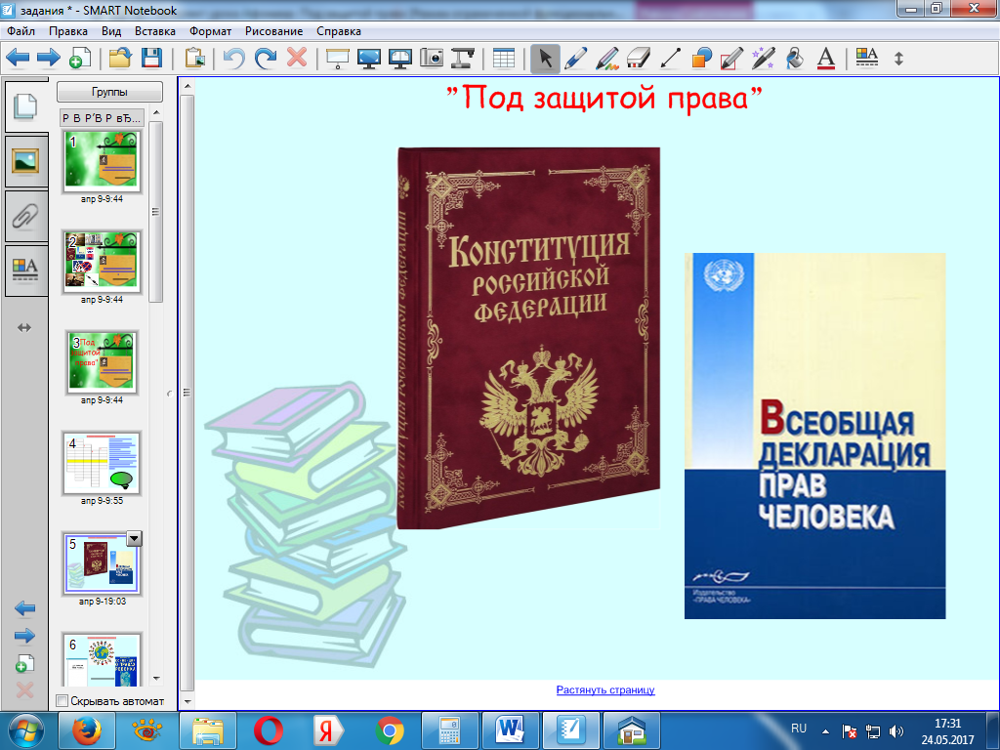 задания * - SMART Notebook
Файл Правка Вид Вставка Формат Рисование Справка
Группы
"Под защитой права"
1
апр 9-9:44
2
апр 9-9:44
3
"Под
защитой
права"
апр 9-9:44
4
апр 9-9:55
5
апр 9-19:03
6
Скрывать автомат
Конституция
российской
федерации
Конституция Российской Федерации
Всеобщая
декларация
прав
человека
Издательство
«ПРАВА ЧЕЛОВЕКА»
Растянуть страницу
RU
17:31
24.05.2017